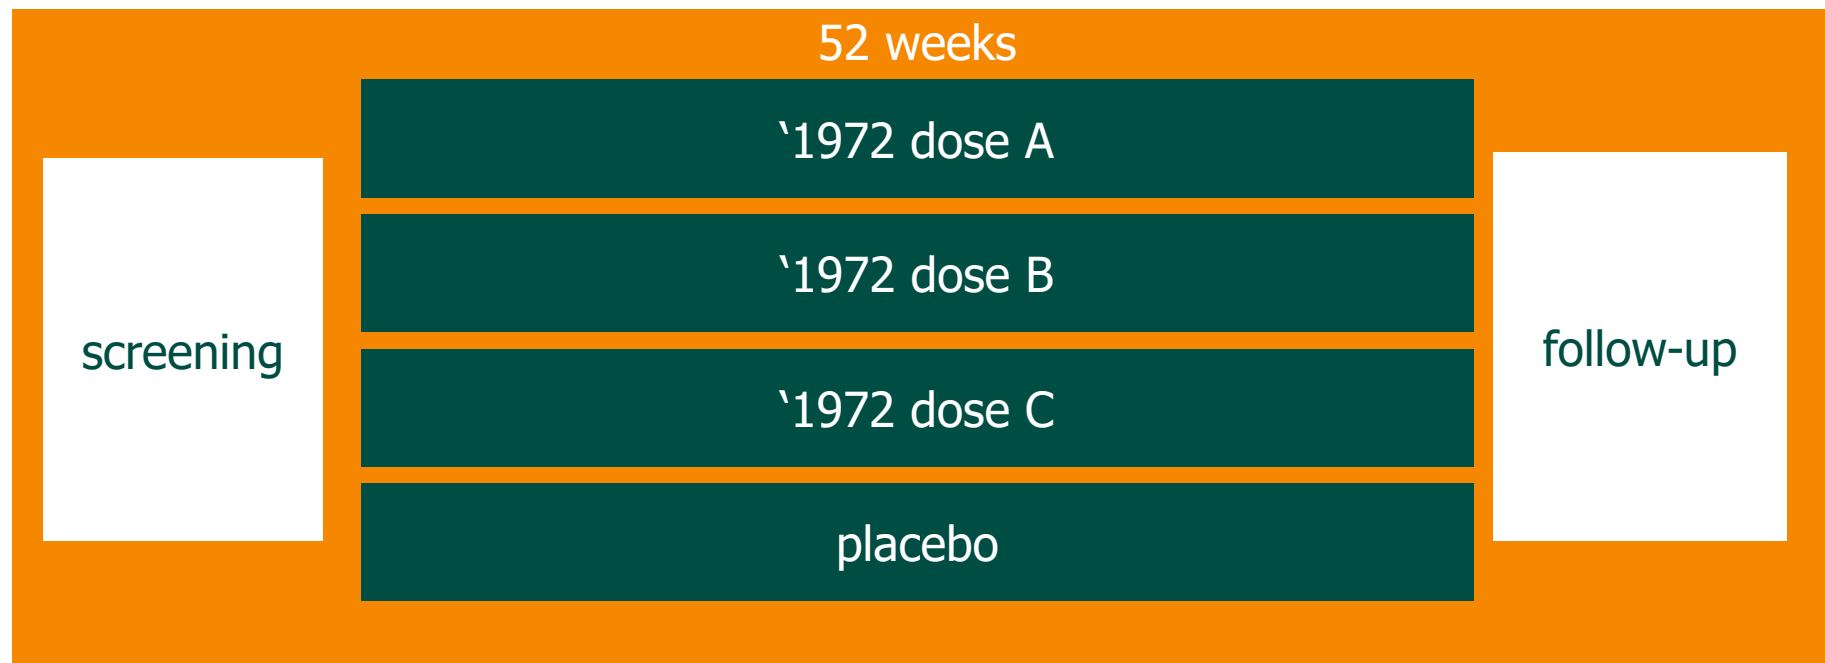 52 weeks
screening
‘1972 dose A
‘1972 dose B
‘1972 dose C
placebo
follow-up